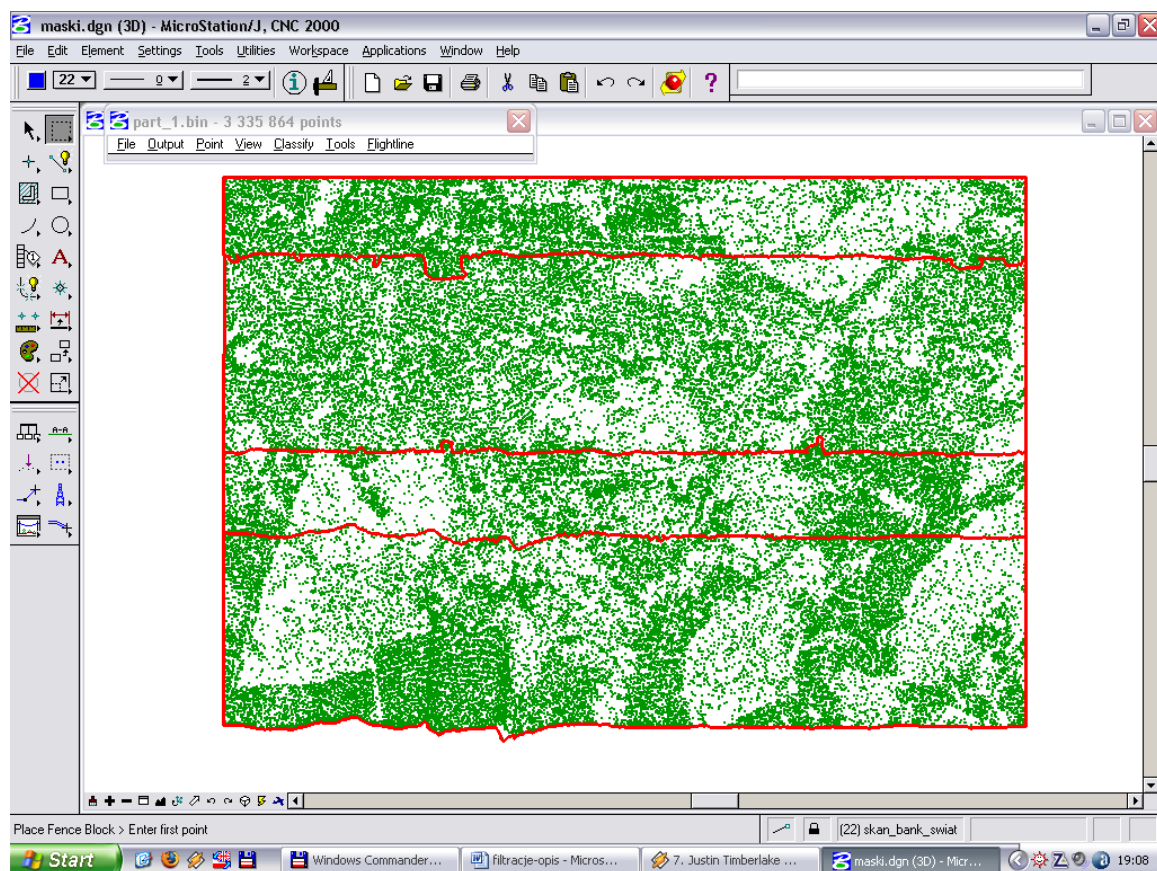 maski.dgn (3D) - MicroStation/J, CNC 2000
File Edit Element Settings Tools Utilities Workspace Applications Window Help
22 0 2
part_1.bin - 3 335 864 points
File Output Point View Classify Tools Flightline
Place Fence Block > Enter first point
(22) skan_bank_swiat
Start Windows Commander... filtracje-opis - Micros... 7. Justin Timberlake ... maski.dgn (3D) - Micr... 19:08